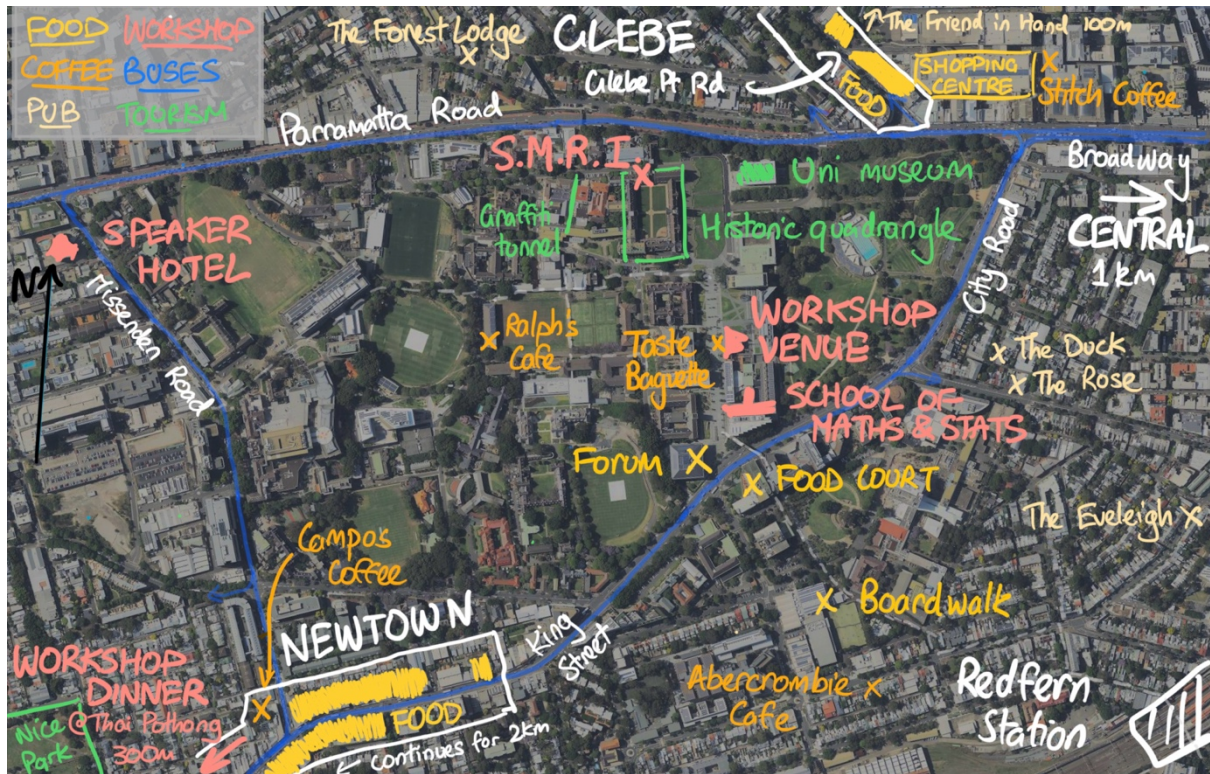 FOOD WORKSHOP
COFFEE BUSES
PUB TOURISM
The Forest Lodge
GLEBE
Glebe Pt Rd
FOOD
The Friend in Hand 100m
SHOPPING
CENTRE
Stitch Coffee
Parramatta Road
S.M.R.I.
Graffiti
tunnel
Uni museum
Historic quadrangle
Broadway
CENTRAL
1 km
City Road
SPEAKER
HOTEL
N
Missenden
Road
Ralph's
Cafe
Taste
Baguette
WORKSHOP
VENUE
SCHOOL OF
MATHS & STATS
The Duck
The Rose
Forum
FOOD COURT
The Eveleigh
Campos
Coffee
Boardwalk
NEWTOWN
King
Street
FOOD
continues for 2km
WORKSHOP
DINNER
@Thai Pothong
300m
Nice
Park
Abercrombie
Cafe
Redfern
Station